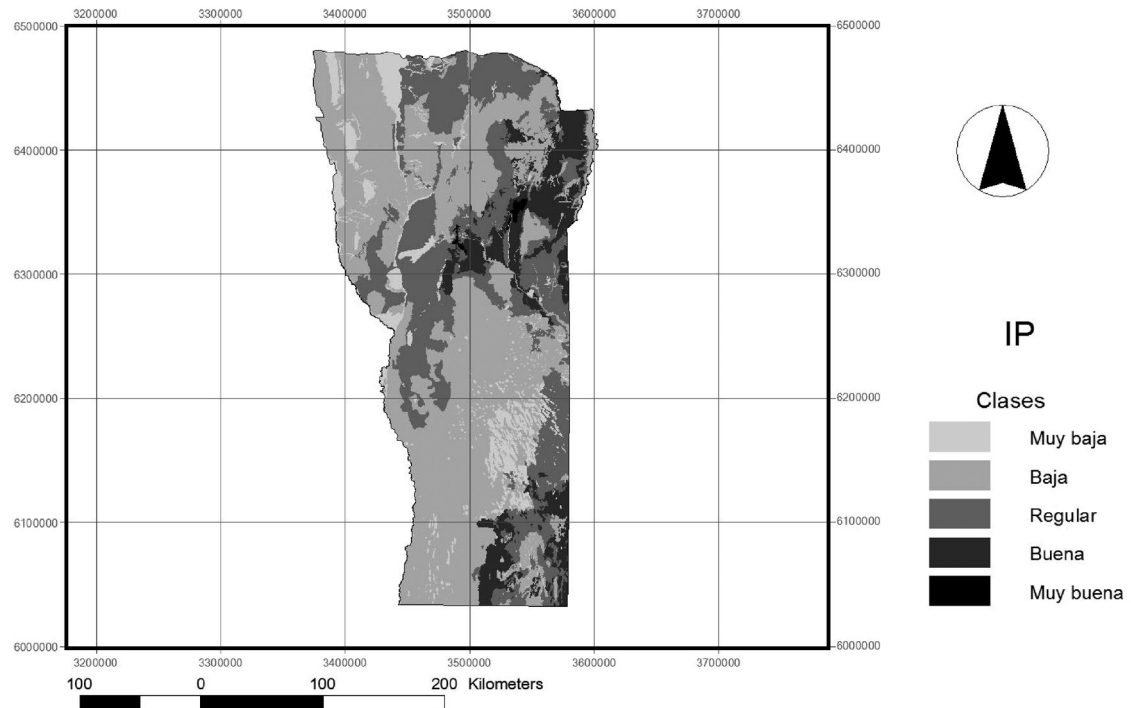 3200000 3300000 3400000 3500000 3600000 3700000
6500000 6500000
6400000 6400000
6300000 6300000
6200000 6200000
6100000 6100000
6000000 6000000
3200000 3300000 3400000 3500000 3600000 3700000
100 0 100 200 Kilometers
IP
Clases
Muy baja
Baja
Regular
Buena
Muy buena